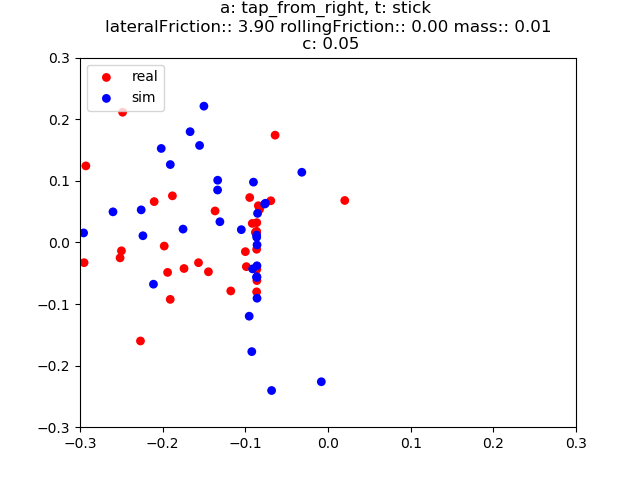 a: tap_from_right, t: stick
lateralFriction:: 3.90 rollingFriction:: 0.00 mass:: 0.01
c: 0.05
real
sim
0.3
0.2
0.1
0.0
−0.1
−0.2
−0.3
−0.3 −0.2 −0.1 0.0 0.1 0.2 0.3